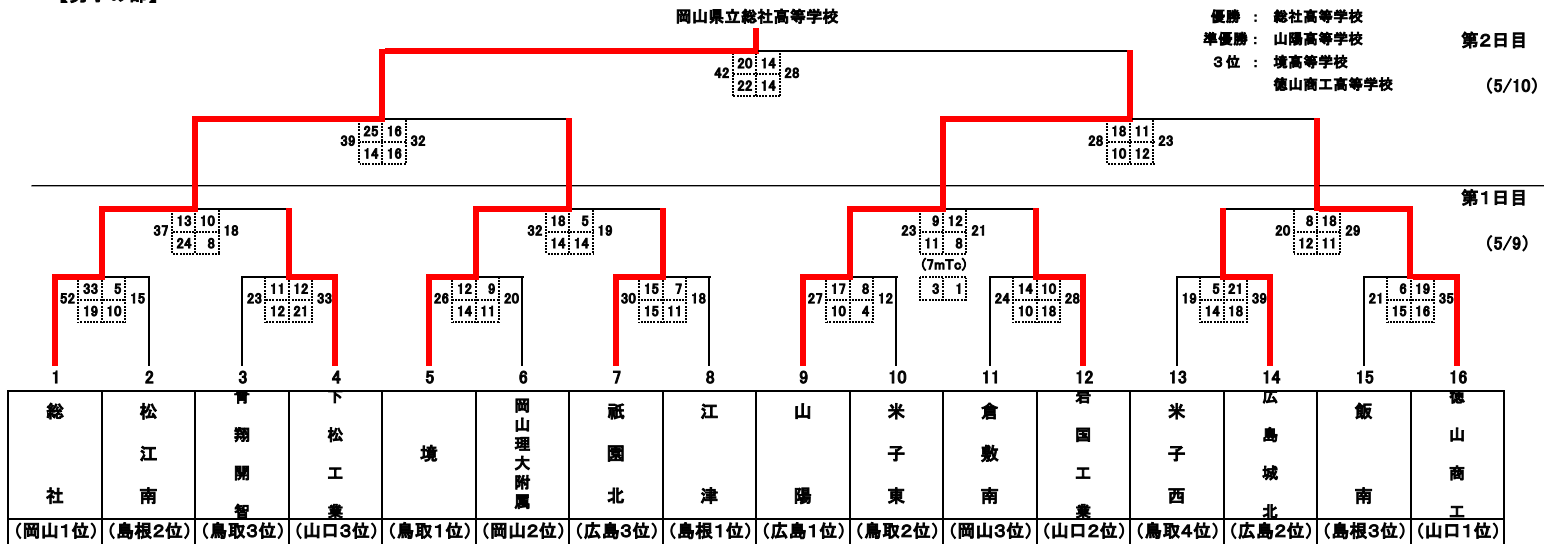 岡山県立総社高等学校
優勝 : 総社高等学校
準優勝 : 山陽高等学校
3位 : 境高等学校
徳山商工高等学校
第2日目
(5/10)
42 20 14 28
22 14
39 25 16 32
14 16
28 18 11 23
10 12
第1日目
(5/9)
37 13 10 18
24 8
32 18 5 19
14 14
23 9 12 21
11 8
(7mTc)
3 1
20 8 18 29
12 11
52 33 5 15
19 10
23 11 12 33
12 21
26 12 9 20
14 11
30 15 7 18
15 11
27 17 8 12
10 4
24 14 10 28
10 18
19 5 21 39
14 18
21 6 19 35
15 16
1 2 3 4 5 6 7 8 9 10 11 12 13 14 15 16
総社
松江南
青翔開智
下松工業
境
岡山理大附属
祇園北
江津
山陽
米子東
倉敷南
岩国工業
米子西
広島城北
飯南
徳山商工
(岡山1位) (島根2位) (鳥取3位) (山口3位) (鳥取1位) (岡山2位) (広島3位) (島根1位) (広島1位) (鳥取2位) (岡山3位) (山口2位) (鳥取4位) (広島2位) (島根3位) (山口1位)